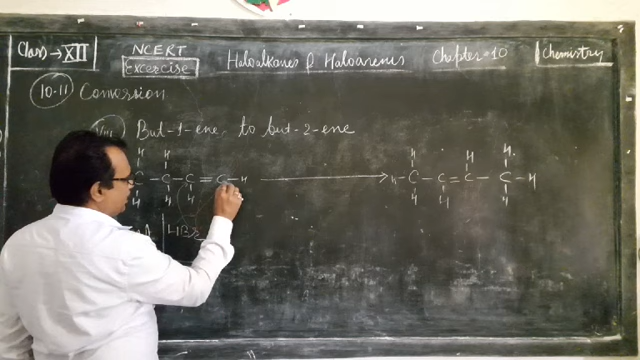 Class → XII NCERT Haloalkanes & Haloarenes Chapter = 10 Chemistry
Excercise
10.11 Conversion
(viii) But-1-ene, to but-2-ene
H H H H
C - C - C = C - H → H - C - C = C - C - H
H H H H H H
HBr